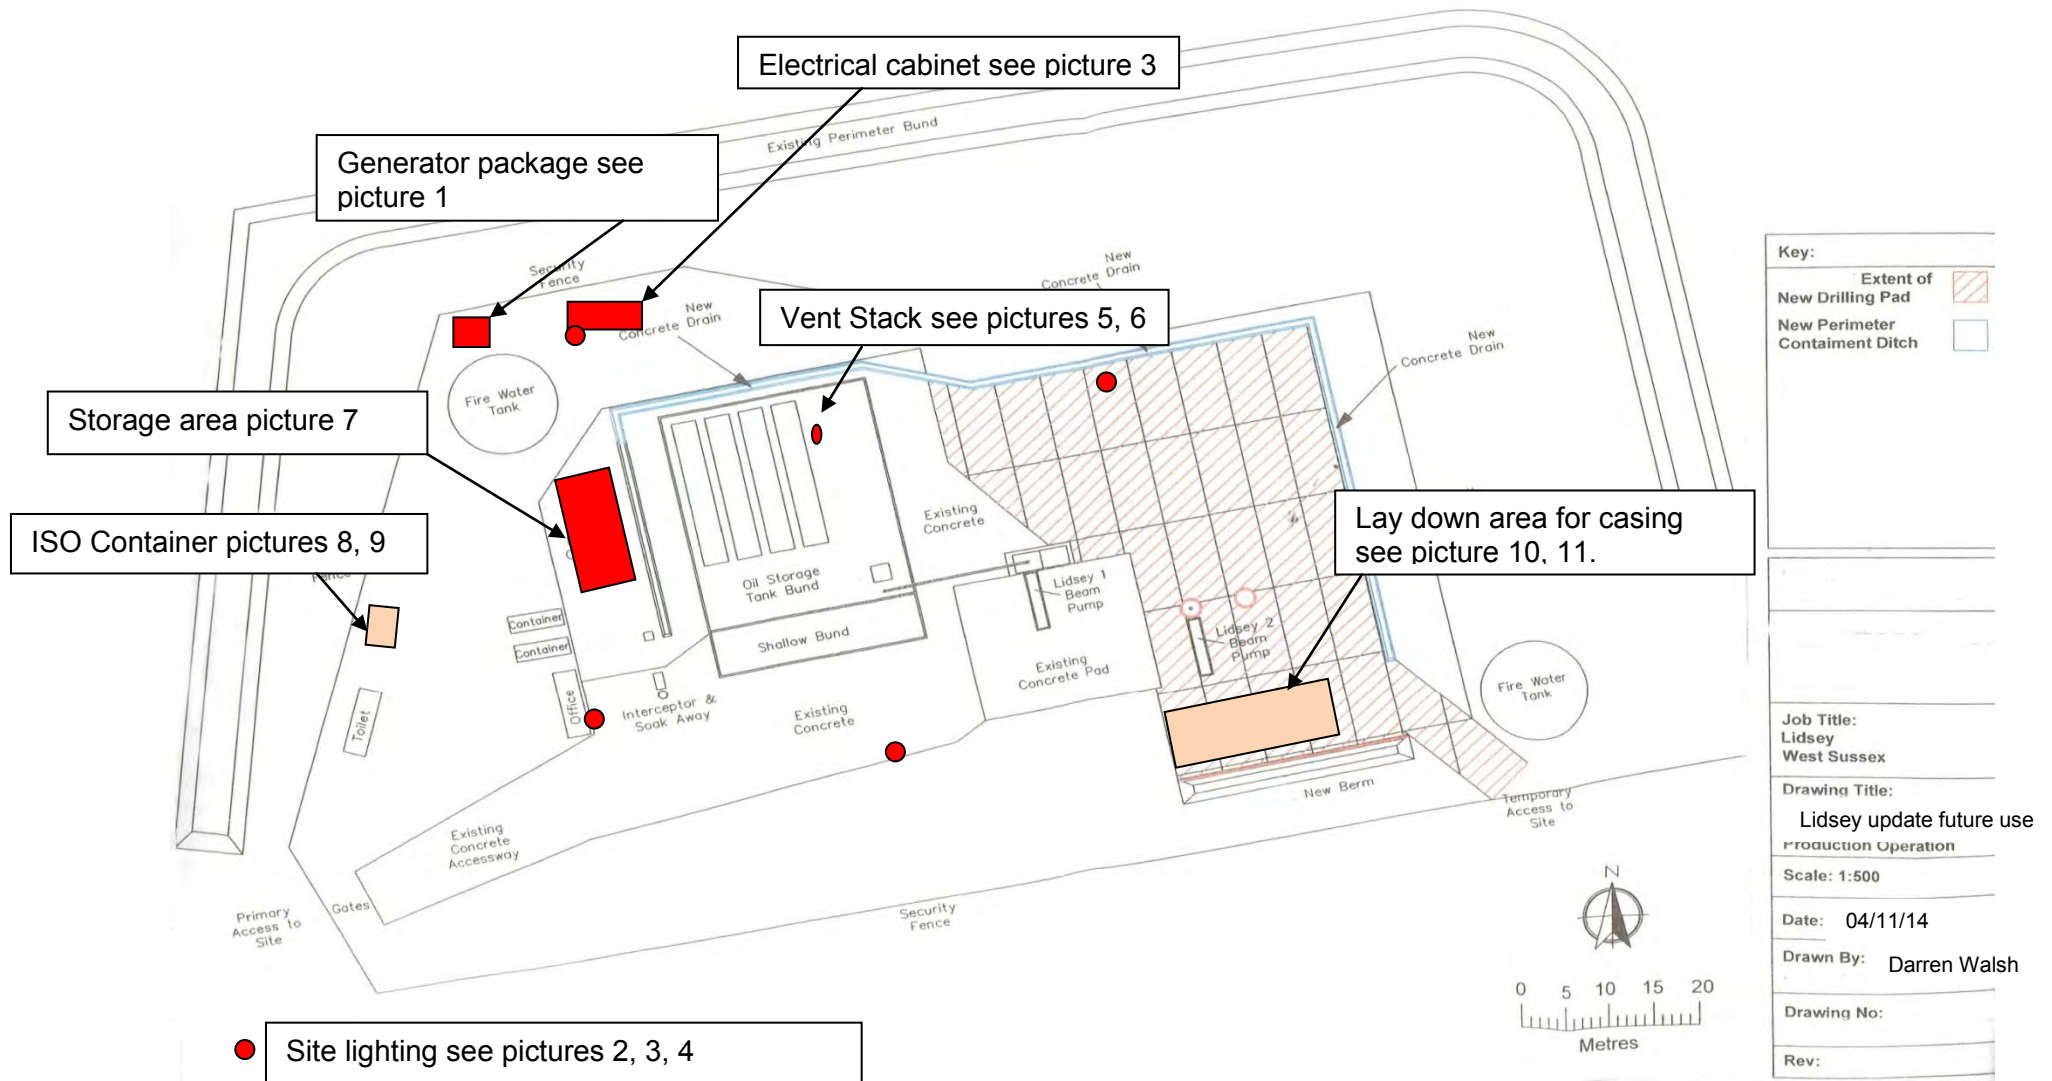 Electrical cabinet see picture 3
Existing Perimeter Bund
Generator package see
picture 1
Security
Fence
New
Concrete Drain
New
Concrete Drain
Vent Stack see pictures 5, 6
New
Concrete Drain
Key:
Extent of
New Drilling Pad
New Perimeter
Contaiment Ditch
Fire Water
Tank
Storage area picture 7
ISO Container pictures 8, 9
Fence
Existing
Concrete
Lay down area for casing
see picture 10, 11.
Oil Storage
Tank Bund
Lidsey 1
Beam
Pump
Container
Container
Shallow Bund
Lidsey 2
Beam
Pump
Existing
Concrete Pad
Fire Water
Tank
Office
Toilet
Interceptor &
Soak Away
Existing
Concrete
New Berm
Temporary
Access to
Site
Existing
Concrete
Accessway
Primary
Access to
Site
Gates
Security
Fence
N
0 5 10 15 20
Metres
Job Title:
Lidsey
West Sussex
Drawing Title:
Lidsey update future use
Production Operation
Scale: 1:500
Date: 04/11/14
Drawn By: Darren Walsh
Drawing No:
Rev:
Site lighting see pictures 2, 3, 4